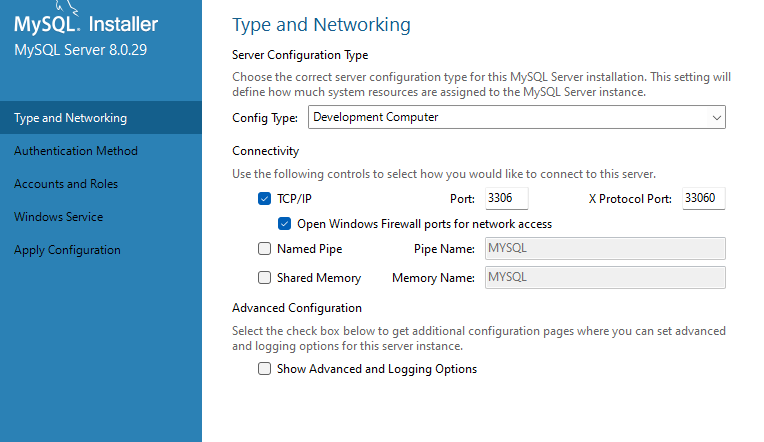 MySQL. Installer
MySQL Server 8.0.29
Type and Networking
Authentication Method
Accounts and Roles
Windows Service
Apply Configuration
Type and Networking
Server Configuration Type
Choose the correct server configuration type for this MySQL Server installation. This setting will
define how much system resources are assigned to the MySQL Server instance.
Config Type: Development Computer
Connectivity
Use the following controls to select how you would like to connect to this server.
TCP/IP Port: 3306 X Protocol Port: 33060
Open Windows Firewall ports for network access
Named Pipe Pipe Name: MYSQL
Shared Memory Memory Name: MYSQL
Advanced Configuration
Select the check box below to get additional configuration pages where you can set advanced
and logging options for this server instance.
Show Advanced and Logging Options